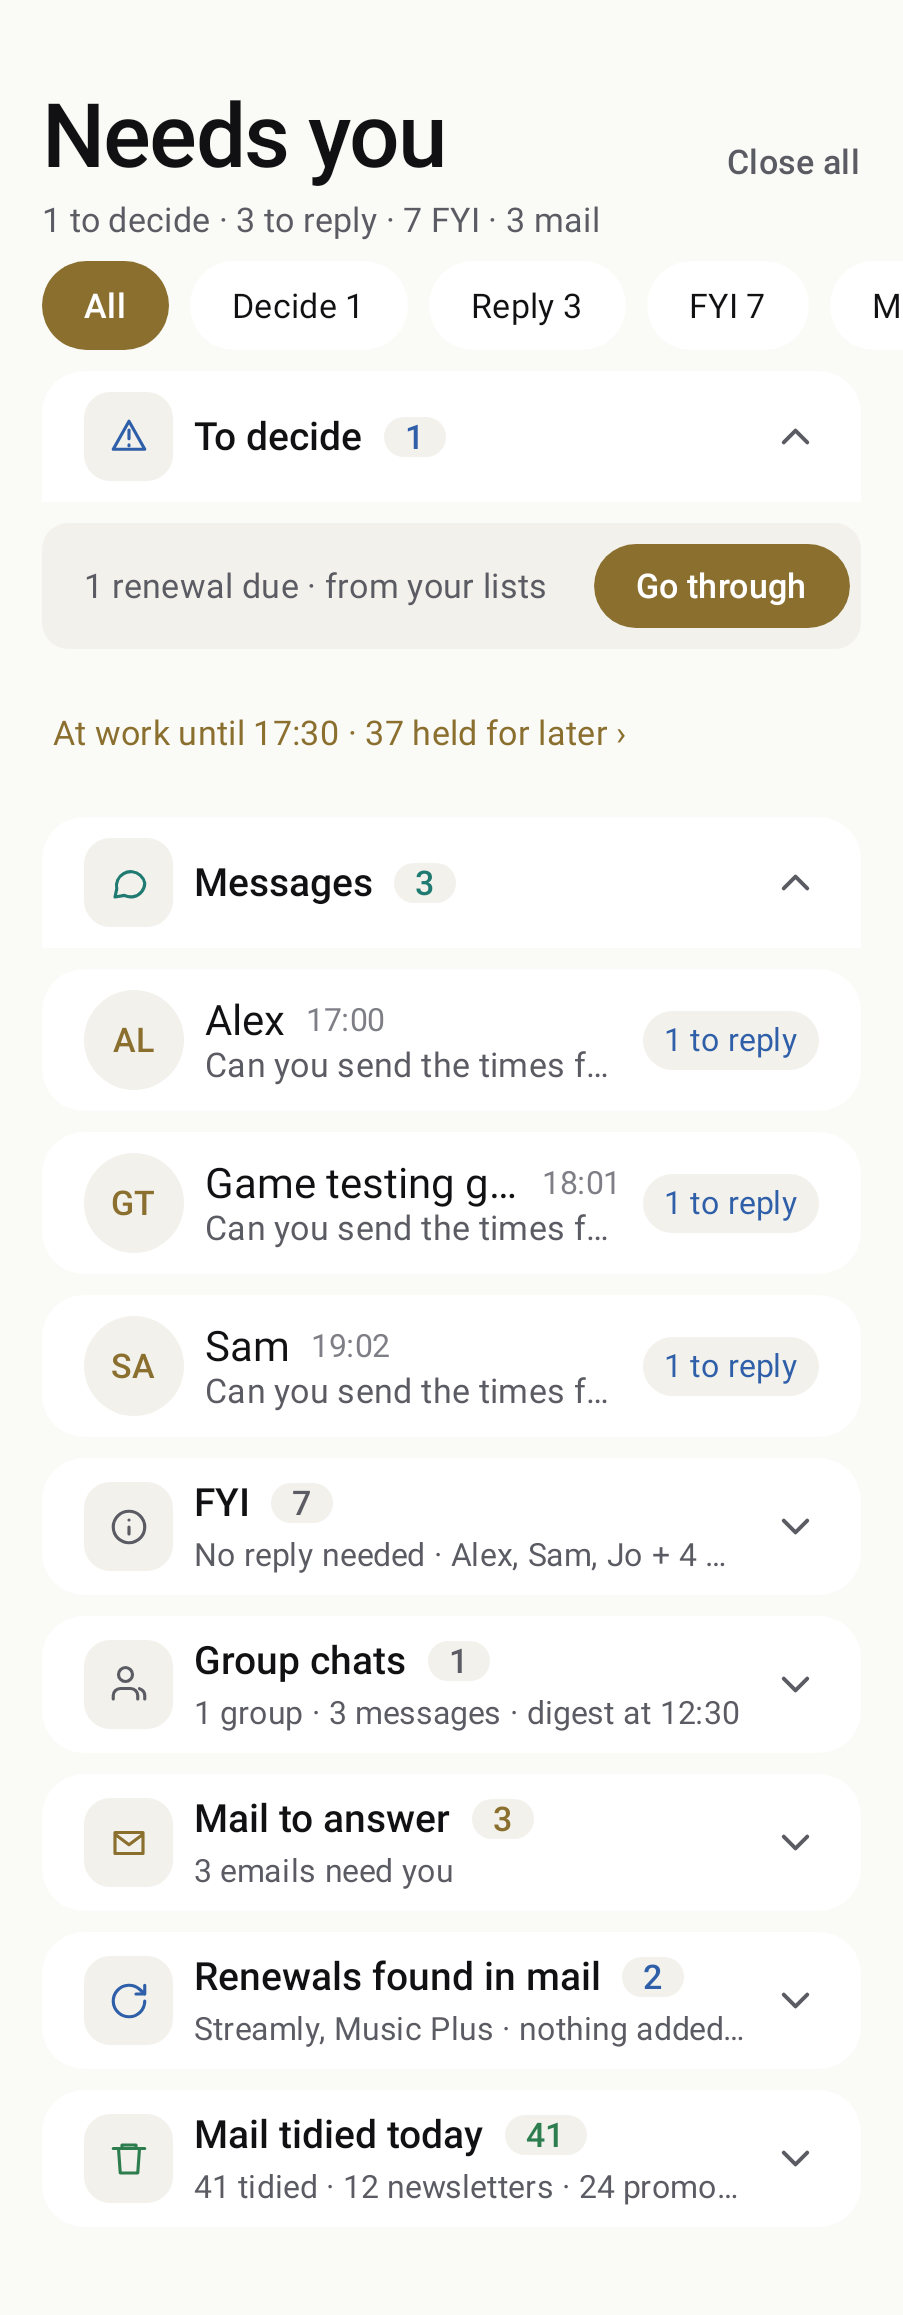 Needs you
Close all
1 to decide · 3 to reply · 7 FYI · 3 mail
All
Decide 1
Reply 3
FYI 7
M
To decide 1
1 renewal due · from your lists
Go through
At work until 17:30 · 37 held for later ›
Messages 3
AL
Alex 17:00
Can you send the times f...
1 to reply
GT
Game testing g... 18:01
Can you send the times f...
1 to reply
SA
Sam 19:02
Can you send the times f...
1 to reply
FYI 7
No reply needed · Alex, Sam, Jo + 4 ...
Group chats 1
1 group · 3 messages · digest at 12:30
Mail to answer 3
3 emails need you
Renewals found in mail 2
Streamly, Music Plus · nothing added...
Mail tidied today 41
41 tidied · 12 newsletters · 24 promo...